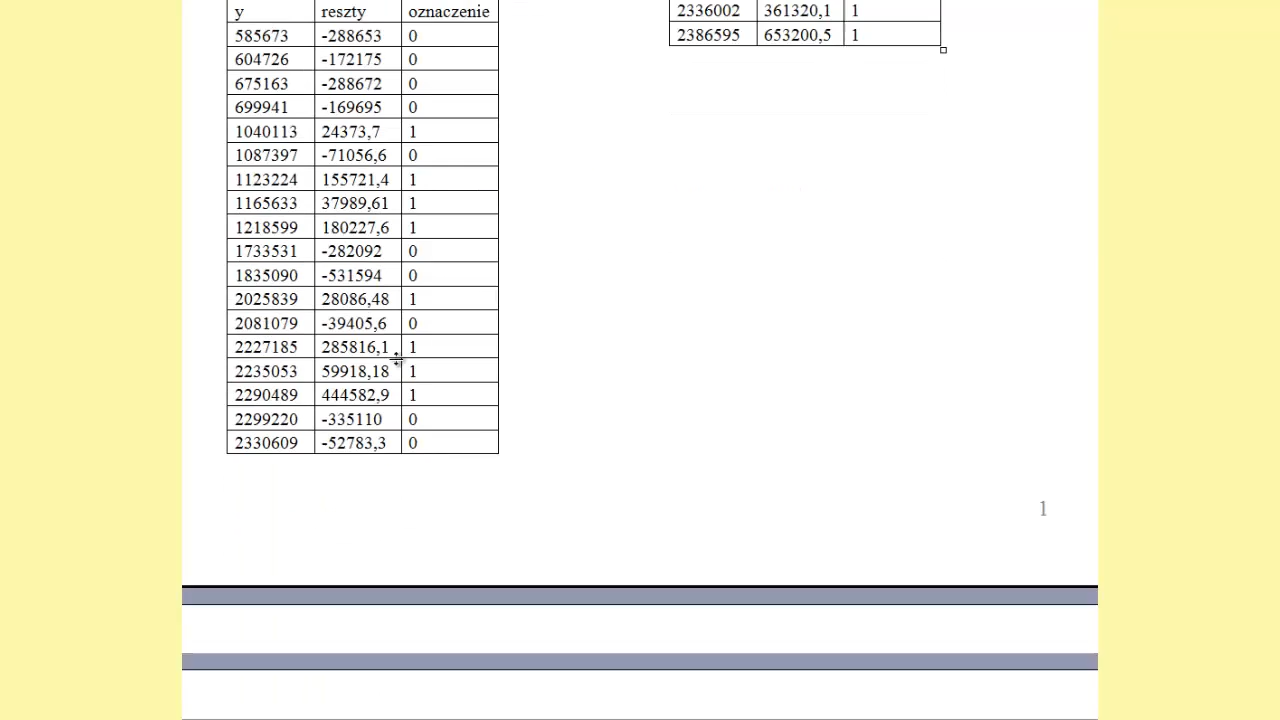 y reszty oznaczenie
585673 -288653 0
604726 -172175 0
675163 -288672 0
699941 -169695 0
1040113 24373,7 1
1087397 -71056,6 0
1123224 155721,4 1
1165633 37989,61 1
1218599 180227,6 1
1733531 -282092 0
1835090 -531594 0
2025839 28086,48 1
2081079 -39405,6 0
2227185 285816,1 1
2235053 59918,18 1
2290489 444582,9 1
2299220 -335110 0
2330609 -52783,3 0
2336002 361320,1 1
2386595 653200,5 1
1